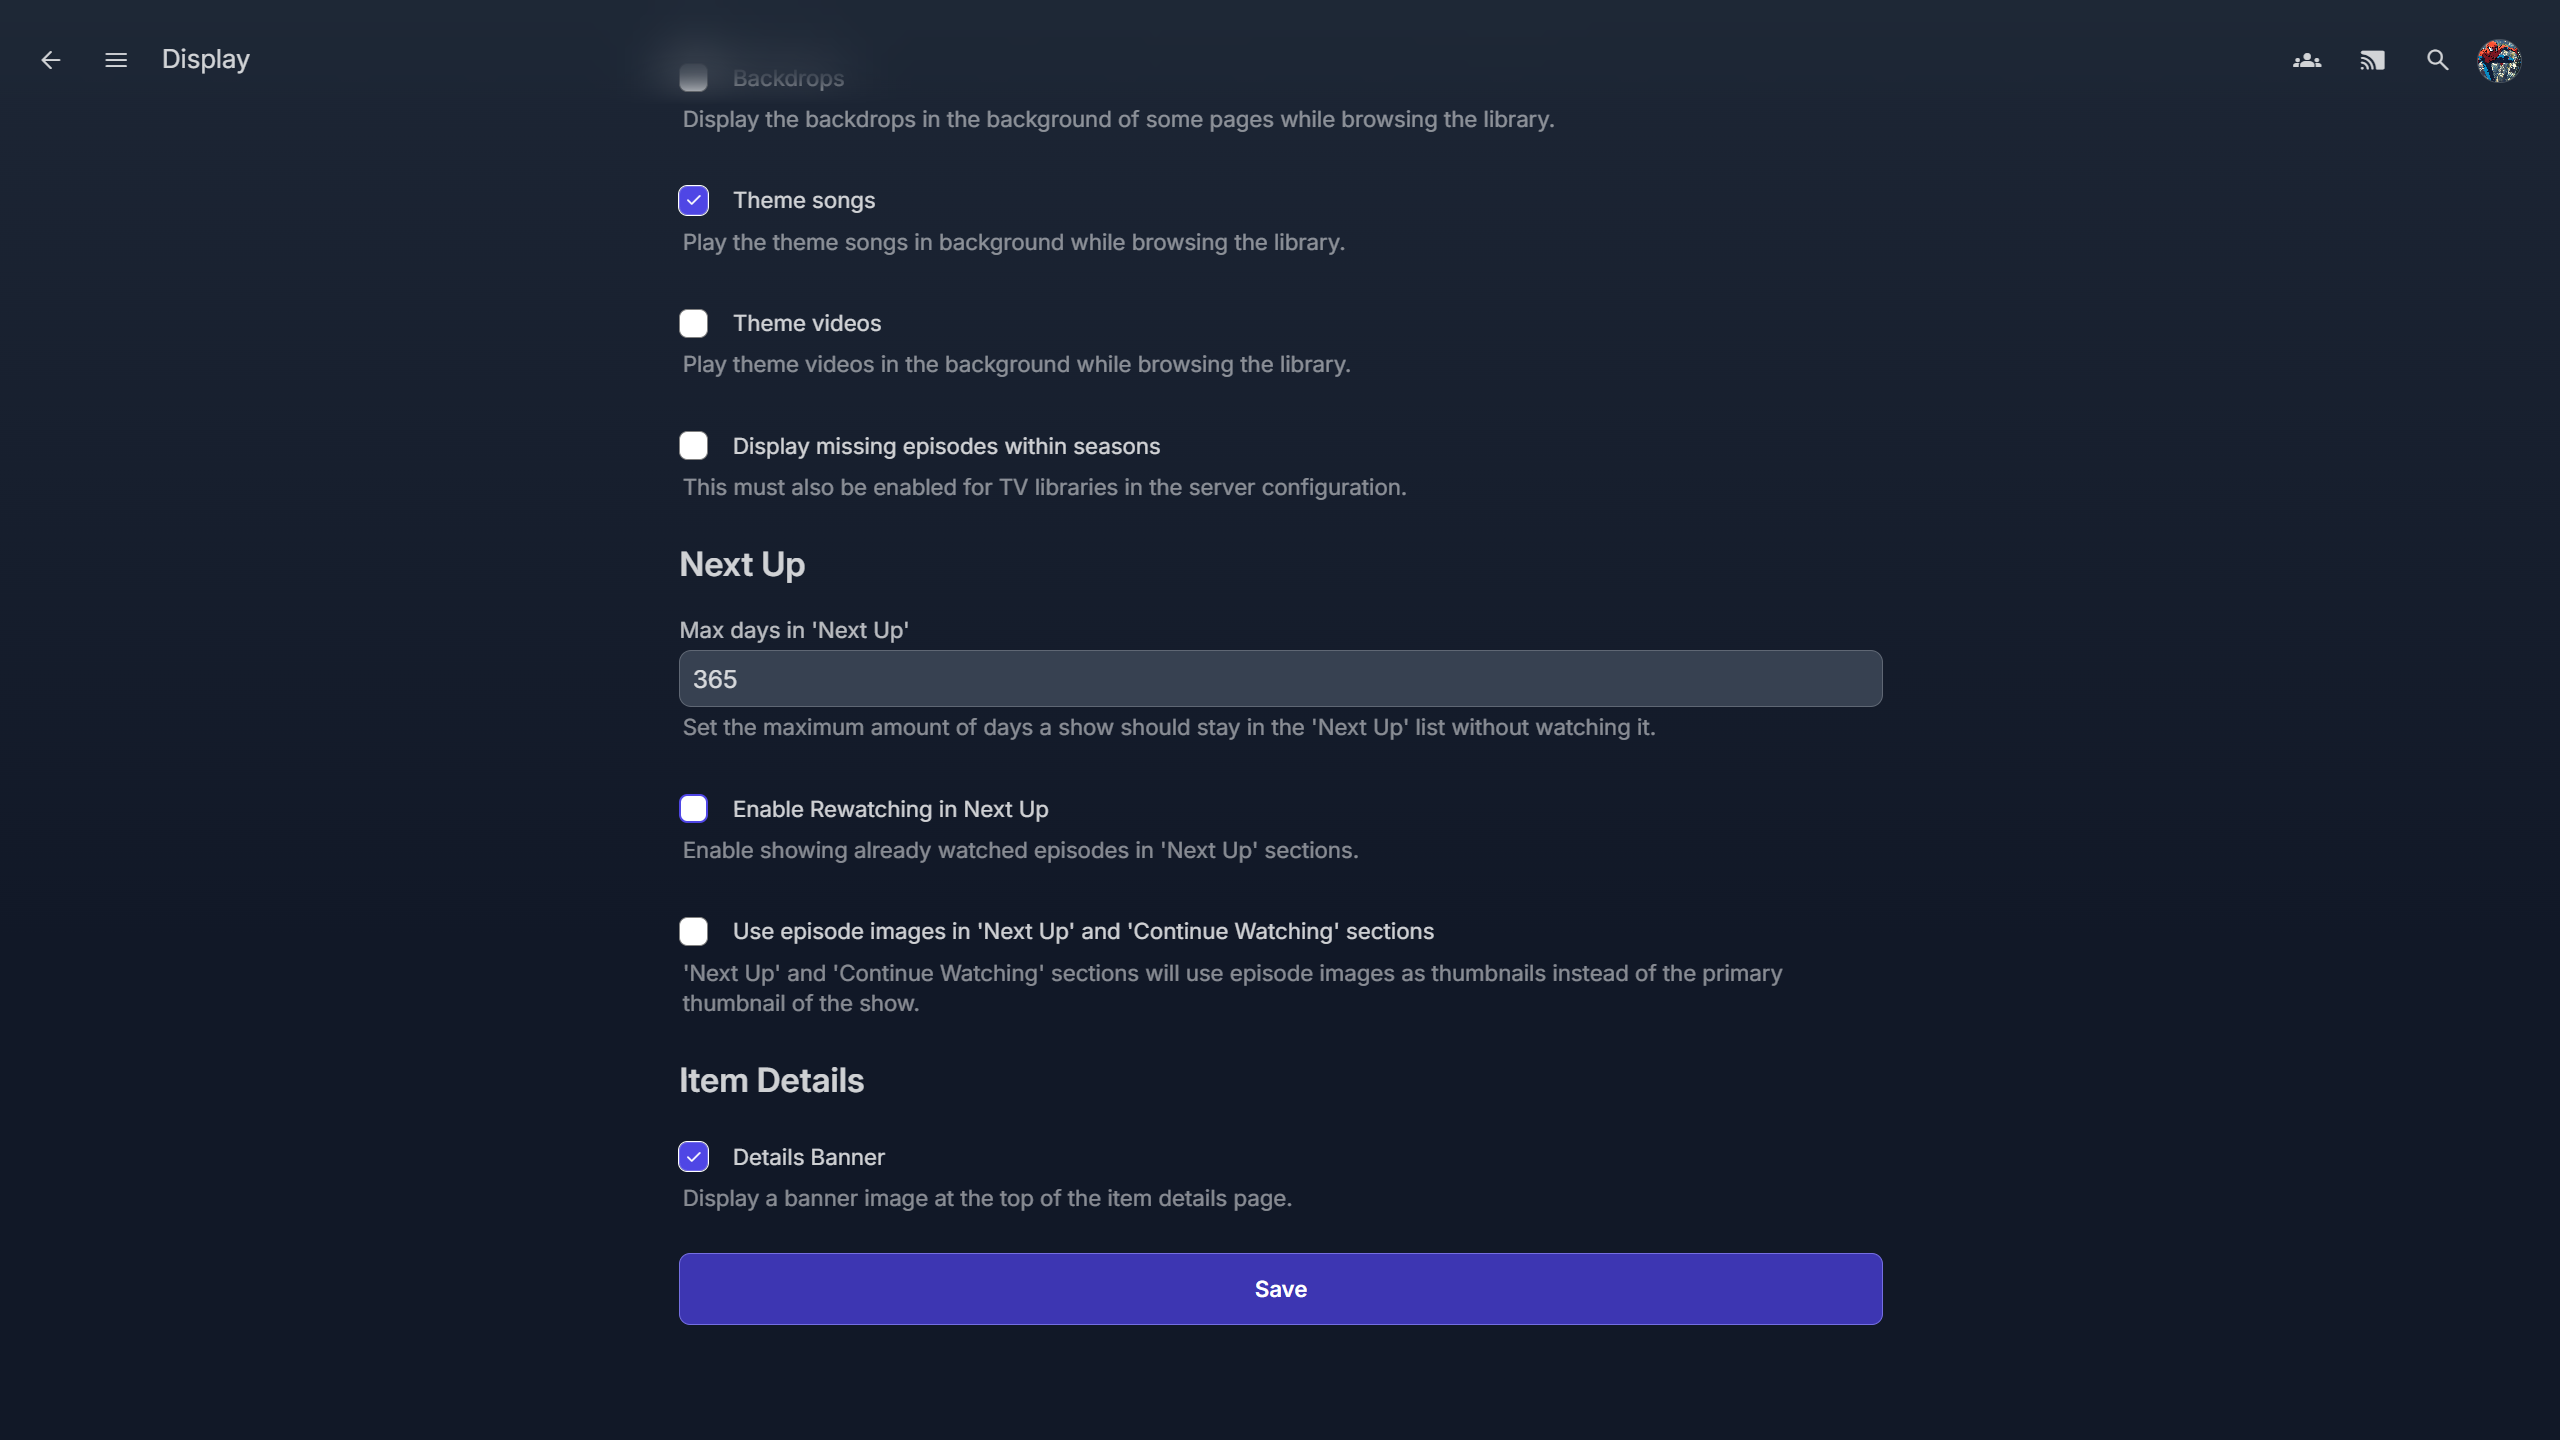 Display
Backdrops
Display the backdrops in the background of some pages while browsing the library.
Theme songs
Play the theme songs in background while browsing the library.
Theme videos
Play theme videos in the background while browsing the library.
Display missing episodes within seasons
This must also be enabled for TV libraries in the server configuration.
Next Up
Max days in 'Next Up'
365
Set the maximum amount of days a show should stay in the 'Next Up' list without watching it.
Enable Rewatching in Next Up
Enable showing already watched episodes in 'Next Up' sections.
Use episode images in 'Next Up' and 'Continue Watching' sections
'Next Up' and 'Continue Watching' sections will use episode images as thumbnails instead of the primary
thumbnail of the show.
Item Details
Details Banner
Display a banner image at the top of the item details page.
Save